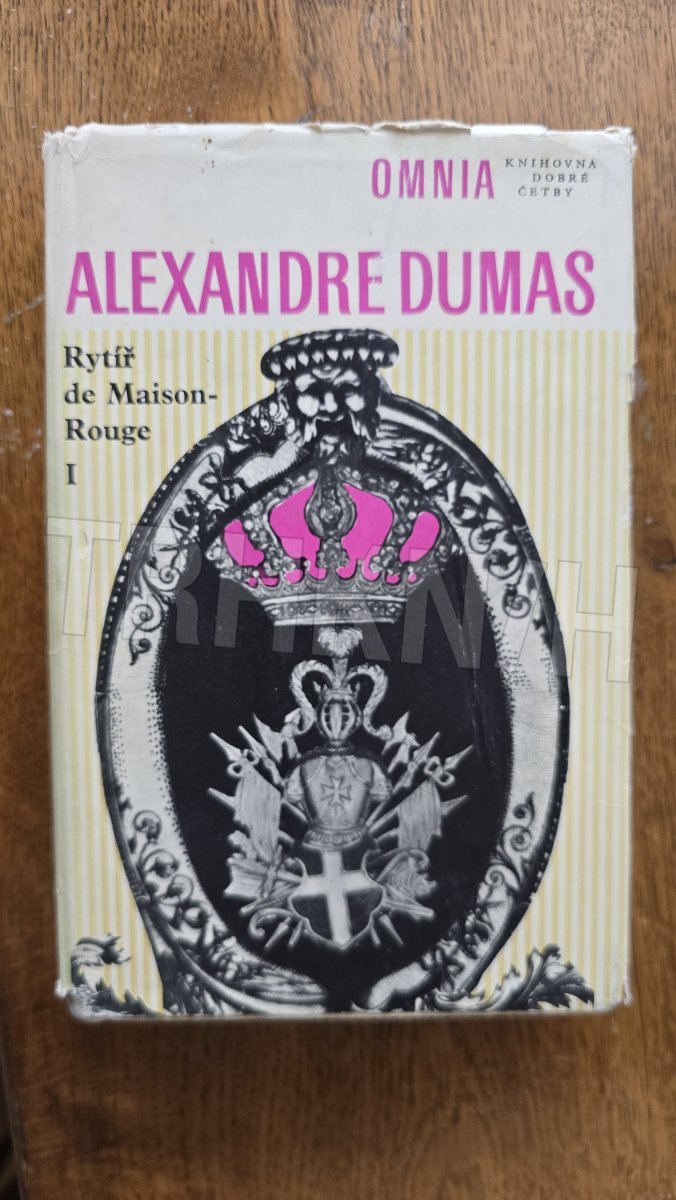 OMNIA
KNIHOVNA
DOBRÉ
ČETBY
ALEXANDRE DUMAS
Rytíř
de Maison-
Rouge
I